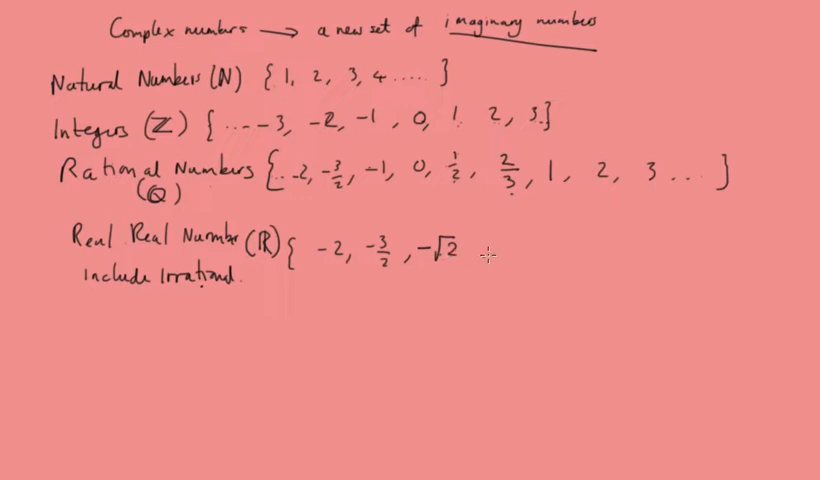 Complex numbers → a new set of imaginary numbers
Natural Numbers (N) { 1, 2, 3, 4 ..... }
Integers (ℤ) { ... -3, -2, -1, 0, 1, 2, 3.}
Rational Numbers {.. -2, -3/2, -1, 0, 1/2, 2/3, 1, 2, 3 ... }
(Q)
Real Real Number (ℝ) { -2, -3/2, -√2
include Irrational.